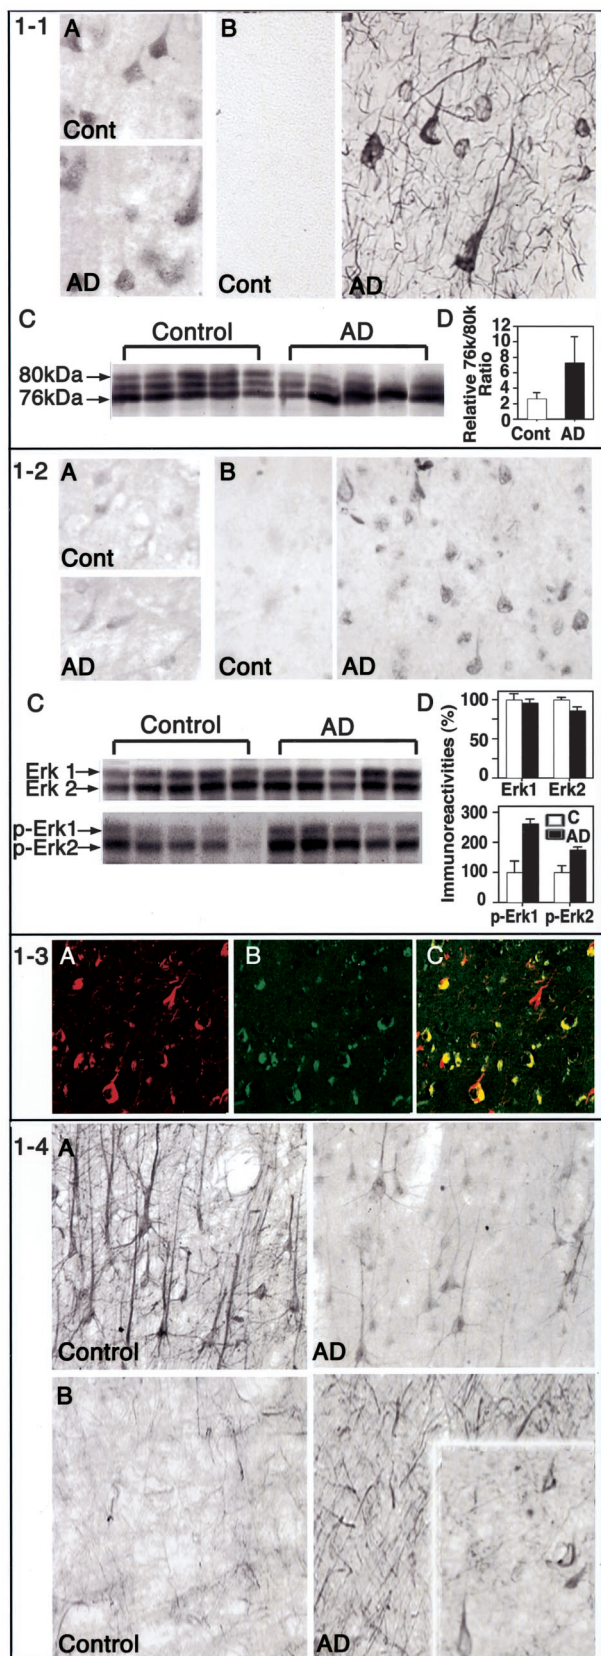 1-1
A
B
Cont
AD
Cont
AD
C
Control
AD
80kDa
76kDa
D
Relative 76k/80k
Ratio
12
10
8
6
4
2
0
Cont
AD
1-2
A
B
Cont
AD
Cont
AD
C
Control
AD
Erk 1
Erk 2
p-Erk1
p-Erk2
D
Immunoreactivities (%)
100
50
0
Erk1
Erk2
300
200
100
0
C
AD
p-Erk1
p-Erk2
1-3
A
B
C
1-4
A
Control
AD
B
Control
AD